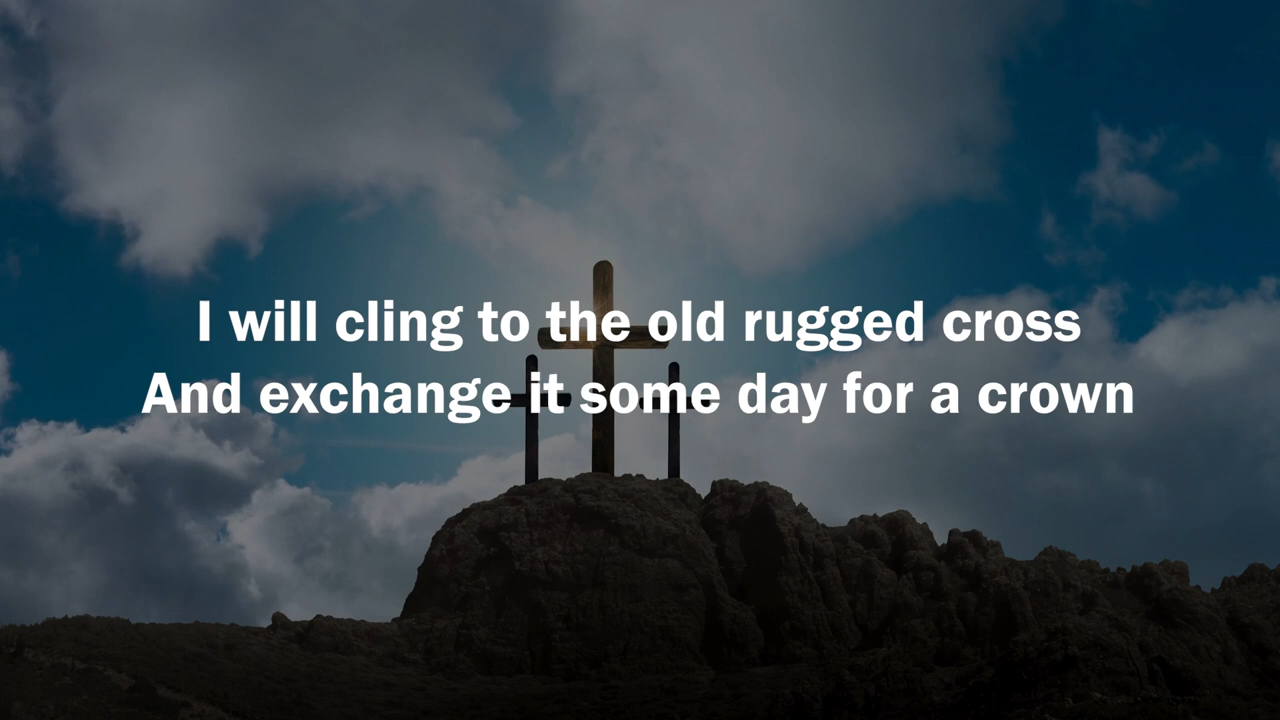 I will cling to the old rugged cross
And exchange it some day for a crown